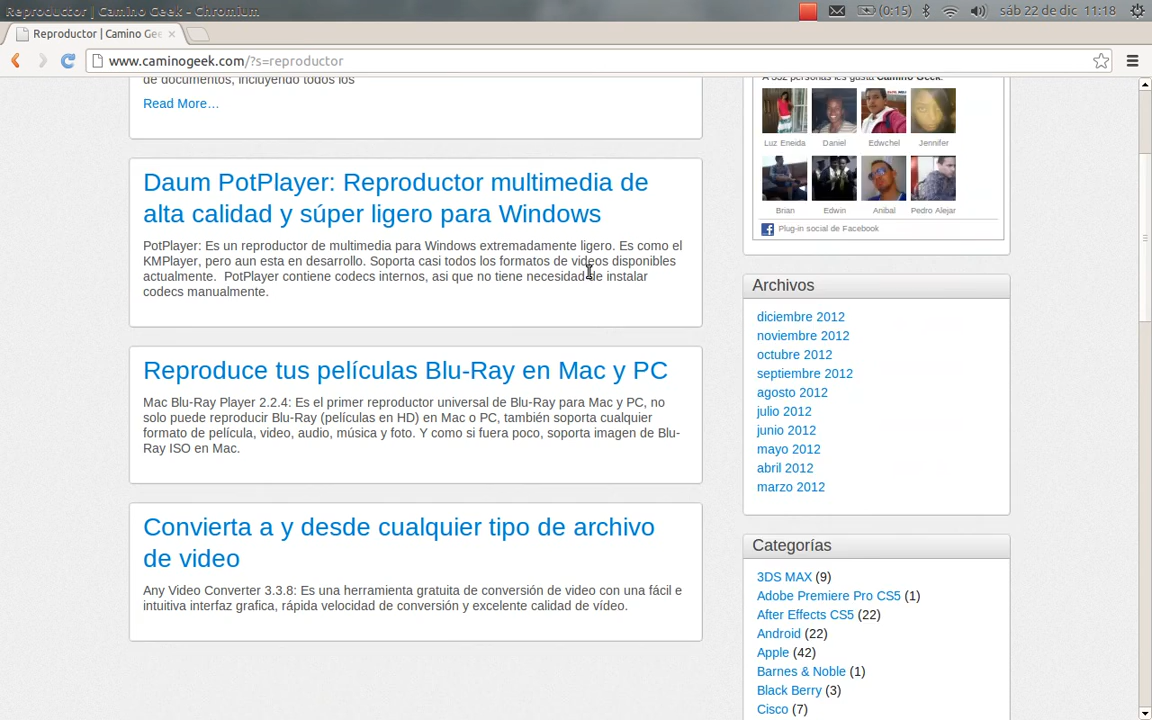 Reproductor | Camino Geek - Chromium
(0:15)
sáb 22 de dic 11:18
Reproductor | Camino Gee
www.caminogeek.com/?s=reproductor
de documentos, incluyendo todos los
Read More…
Daum PotPlayer: Reproductor multimedia de
alta calidad y súper ligero para Windows
PotPlayer: Es un reproductor de multimedia para Windows extremadamente ligero. Es como el
KMPlayer, pero aun esta en desarrollo. Soporta casi todos los formatos de videos disponibles
actualmente.  PotPlayer contiene codecs internos, asi que no tiene necesidad de instalar
codecs manualmente.
Reproduce tus películas Blu-Ray en Mac y PC
Mac Blu-Ray Player 2.2.4: Es el primer reproductor universal de Blu-Ray para Mac y PC, no
solo puede reproducir Blu-Ray (películas en HD) en Mac o PC, también soporta cualquier
formato de película, video, audio, música y foto. Y como si fuera poco, soporta imagen de Blu-
Ray ISO en Mac.
Convierta a y desde cualquier tipo de archivo
de video
Any Video Converter 3.3.8: Es una herramienta gratuita de conversión de video con una fácil e
intuitiva interfaz grafica, rápida velocidad de conversión y excelente calidad de vídeo.
A 352 personas les gusta Camino Geek.
Luz Eneida Daniel Edwchel Jennifer
Brian Edwin Anibal Pedro Alejar
Plug-in social de Facebook
Archivos
diciembre 2012
noviembre 2012
octubre 2012
septiembre 2012
agosto 2012
julio 2012
junio 2012
mayo 2012
abril 2012
marzo 2012
Categorías
3DS MAX (9)
Adobe Premiere Pro CS5 (1)
After Effects CS5 (22)
Android (22)
Apple (42)
Barnes & Noble (1)
Black Berry (3)
Cisco (7)